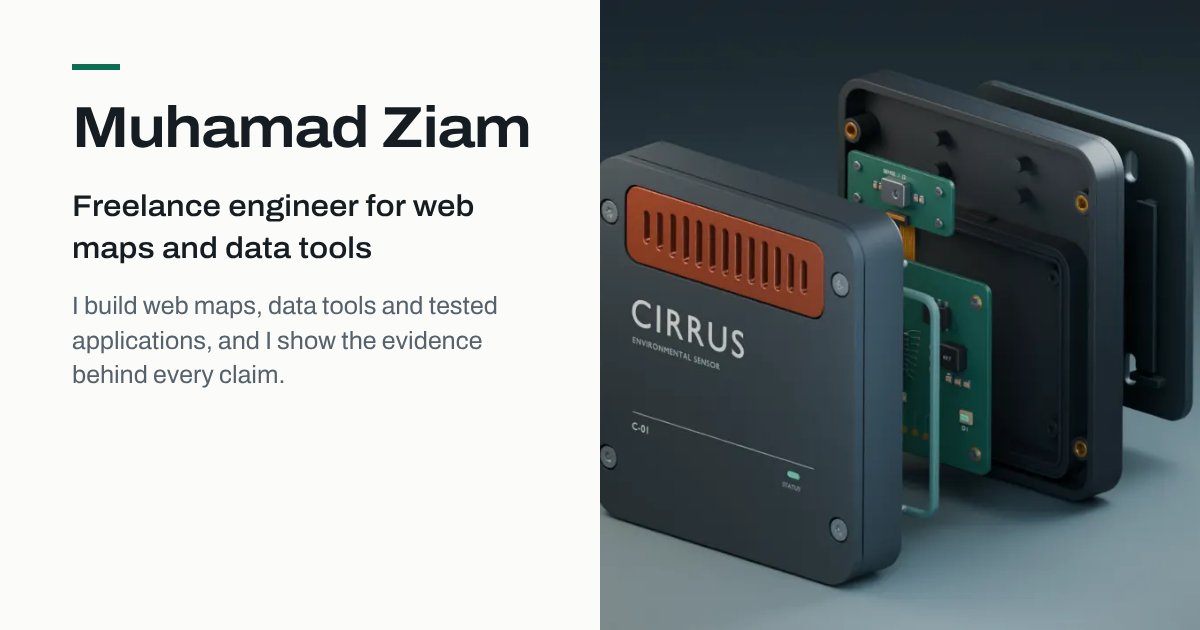 Muhamad Ziam
Freelance engineer for web
maps and data tools
I build web maps, data tools and tested
applications, and I show the evidence
behind every claim.
CIRRUS
ENVIRONMENTAL SENSOR
C-01
STATUS